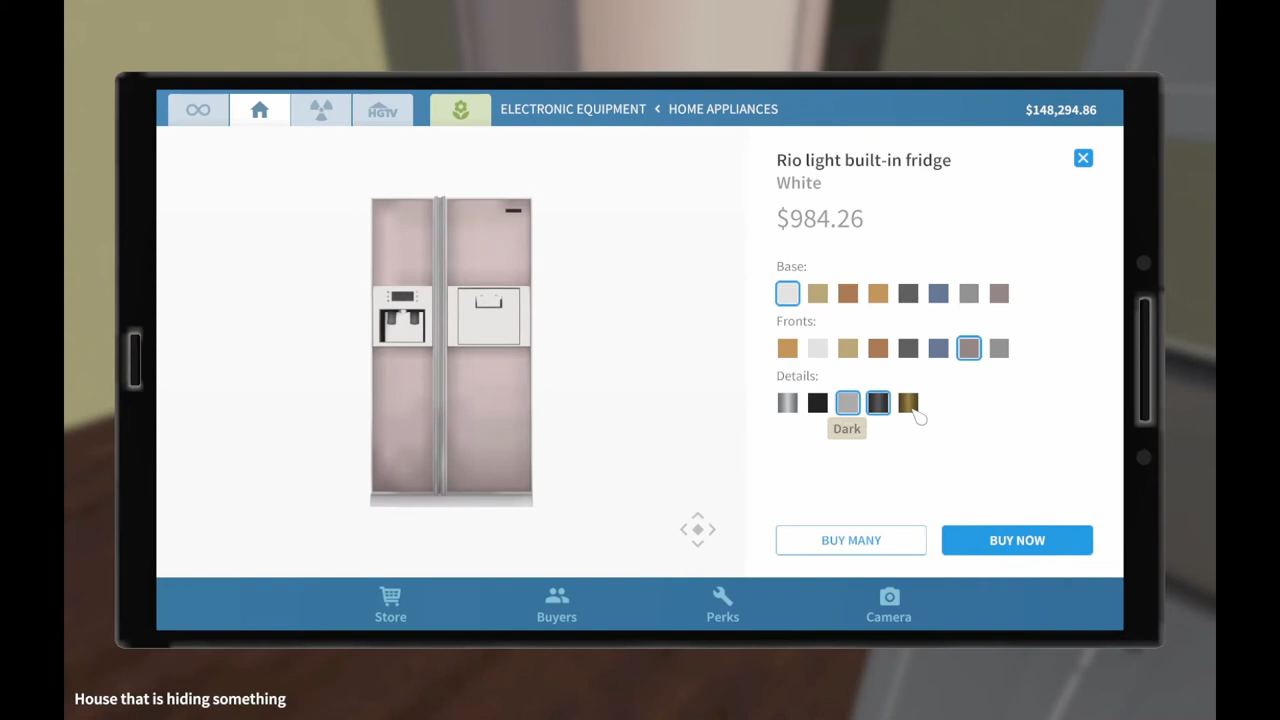 HGTV
ELECTRONIC EQUIPMENT < HOME APPLIANCES
$148,294.86
Rio light built-in fridge
White
$984.26
Base:
Fronts:
Details:
Dark
BUY MANY
BUY NOW
Store
Buyers
Perks
Camera
House that is hiding something